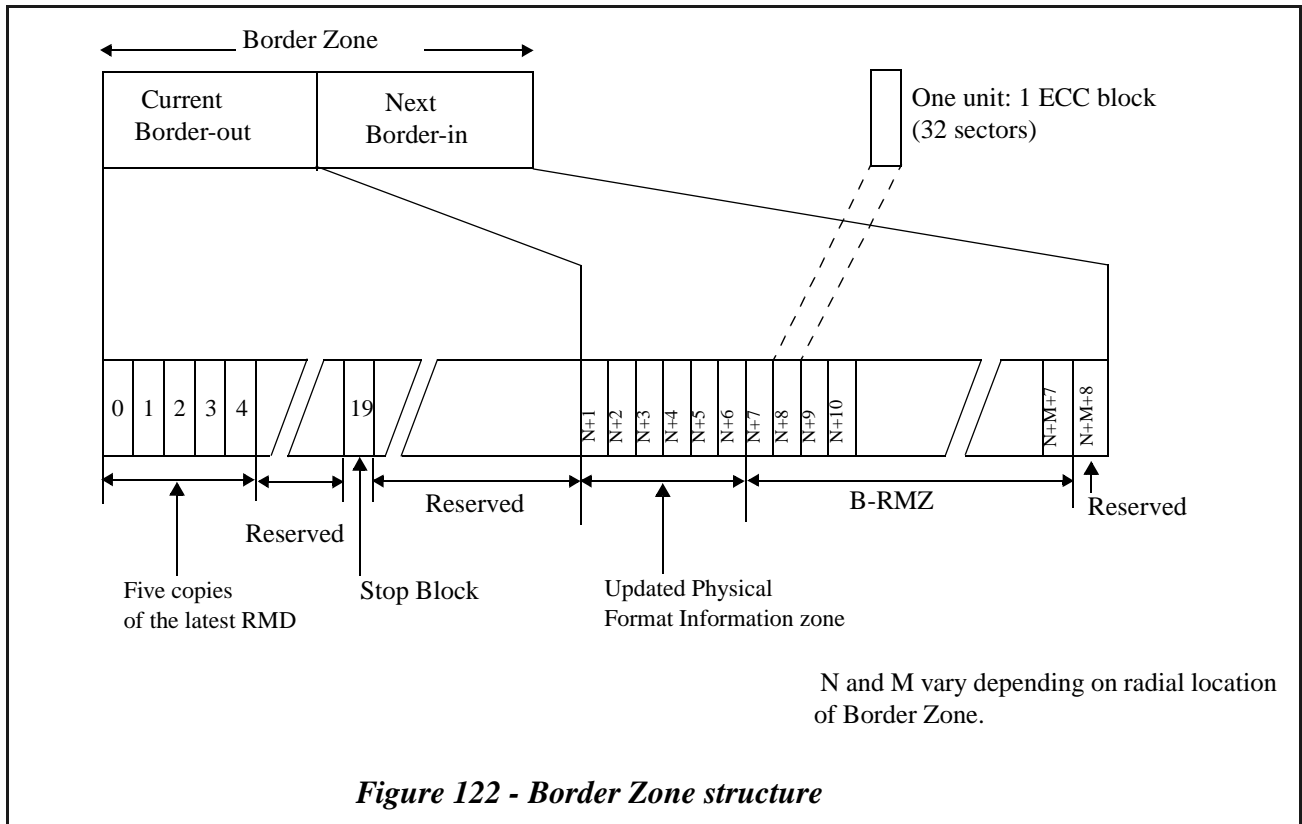 Border Zone
Current
Border-out
Next
Border-in
One unit: 1 ECC block
(32 sectors)
0 1 2 3 4 19 N+1 N+2 N+3 N+4 N+5 N+6 N+7 N+8 N+9 N+10 N+M+7 N+M+8
Reserved
Reserved
B-RMZ
Reserved
Five copies
of the latest RMD
Stop Block
Updated Physical
Format Information zone
N and M vary depending on radial location
of Border Zone.
Figure 122 - Border Zone structure